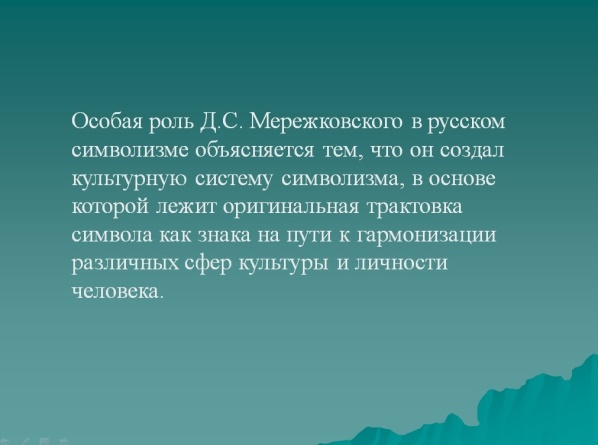 Особая роль Д.С. Мережковского в русском
символизме объясняется тем, что он создал
культурную систему символизма, в основе
которой лежит оригинальная трактовка
символа как знака на пути к гармонизации
различных сфер культуры и личности
человека.